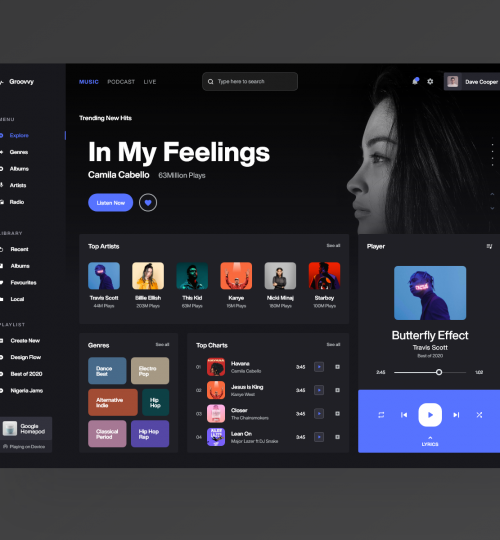 Groovvy
MUSIC PODCAST LIVE
Type here to search
Dave Cooper
MENU
Explore
Genres
Albums
Artists
Radio
LIBRARY
Recent
Albums
Favourites
Local
PLAYLIST
Create New
Design Flow
Best of 2020
Nigeria Jams
Google
Homepod
Playing on Device
Trending New Hits
In My Feelings
Camila Cabello 63Million Plays
Listen Now
Top Artists See all
Travis Scott
44M Plays
Billie Eilish
203M Plays
This Kid
Kanye
Nicki Minaj
150M Plays
Starboy
100M Plays
Genres See all
Dance
Beat
Electro
Pop
Alternative
Indie
Hip
Hop
Classical
Period
Hip Hop
Rap
Top Charts See all
01 Havana
Camila Cabello
3:45
02 Jesus Is King
Kanye West
3:45
03 Closer
The Chainsmokers
3:45
04 Lean On
Major Lazer ft DJ Snake
3:45
Player
Butterfly Effect
Travis Scott
Best of 2020
2:45 1:02
LYRICS